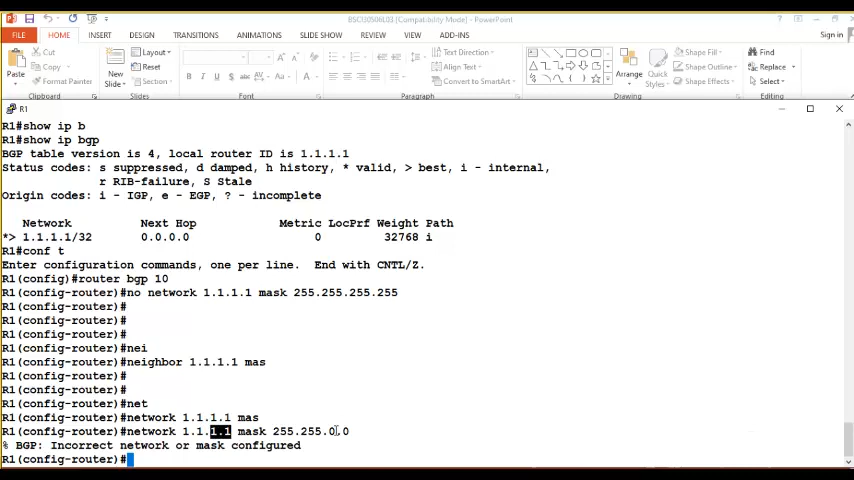 BSCI30506L03 [Compatibility Mode] - PowerPoint
FILE HOME INSERT DESIGN TRANSITIONS ANIMATIONS SLIDE SHOW REVIEW VIEW ADD-INS Sign in
Cut
Copy
Format Painter
Paste
Clipboard
New
Slide
Layout
Reset
Section
Slides
Font
Text Direction
Align Text
Convert to SmartArt
Paragraph
Arrange
Quick
Styles
Shape Fill
Shape Outline
Shape Effects
Drawing
Find
Replace
Select
Editing
R1
R1#show ip b
R1#show ip bgp
BGP table version is 4, local router ID is 1.1.1.1
Status codes: s suppressed, d damped, h history, * valid, > best, i - internal,
r RIB-failure, S Stale
Origin codes: i - IGP, e - EGP, ? - incomplete
Network Next Hop Metric LocPrf Weight Path
*> 1.1.1.1/32 0.0.0.0 0 32768 i
R1#conf t
Enter configuration commands, one per line. End with CNTL/Z.
R1(config)#router bgp 10
R1(config-router)#no network 1.1.1.1 mask 255.255.255.255
R1(config-router)#
R1(config-router)#
R1(config-router)#
R1(config-router)#nei
R1(config-router)#neighbor 1.1.1.1 mas
R1(config-router)#
R1(config-router)#
R1(config-router)#net
R1(config-router)#network 1.1.1.1 mas
R1(config-router)#network 1.1.1.1 mask 255.255.0.0
% BGP: Incorrect network or mask configured
R1(config-router)#